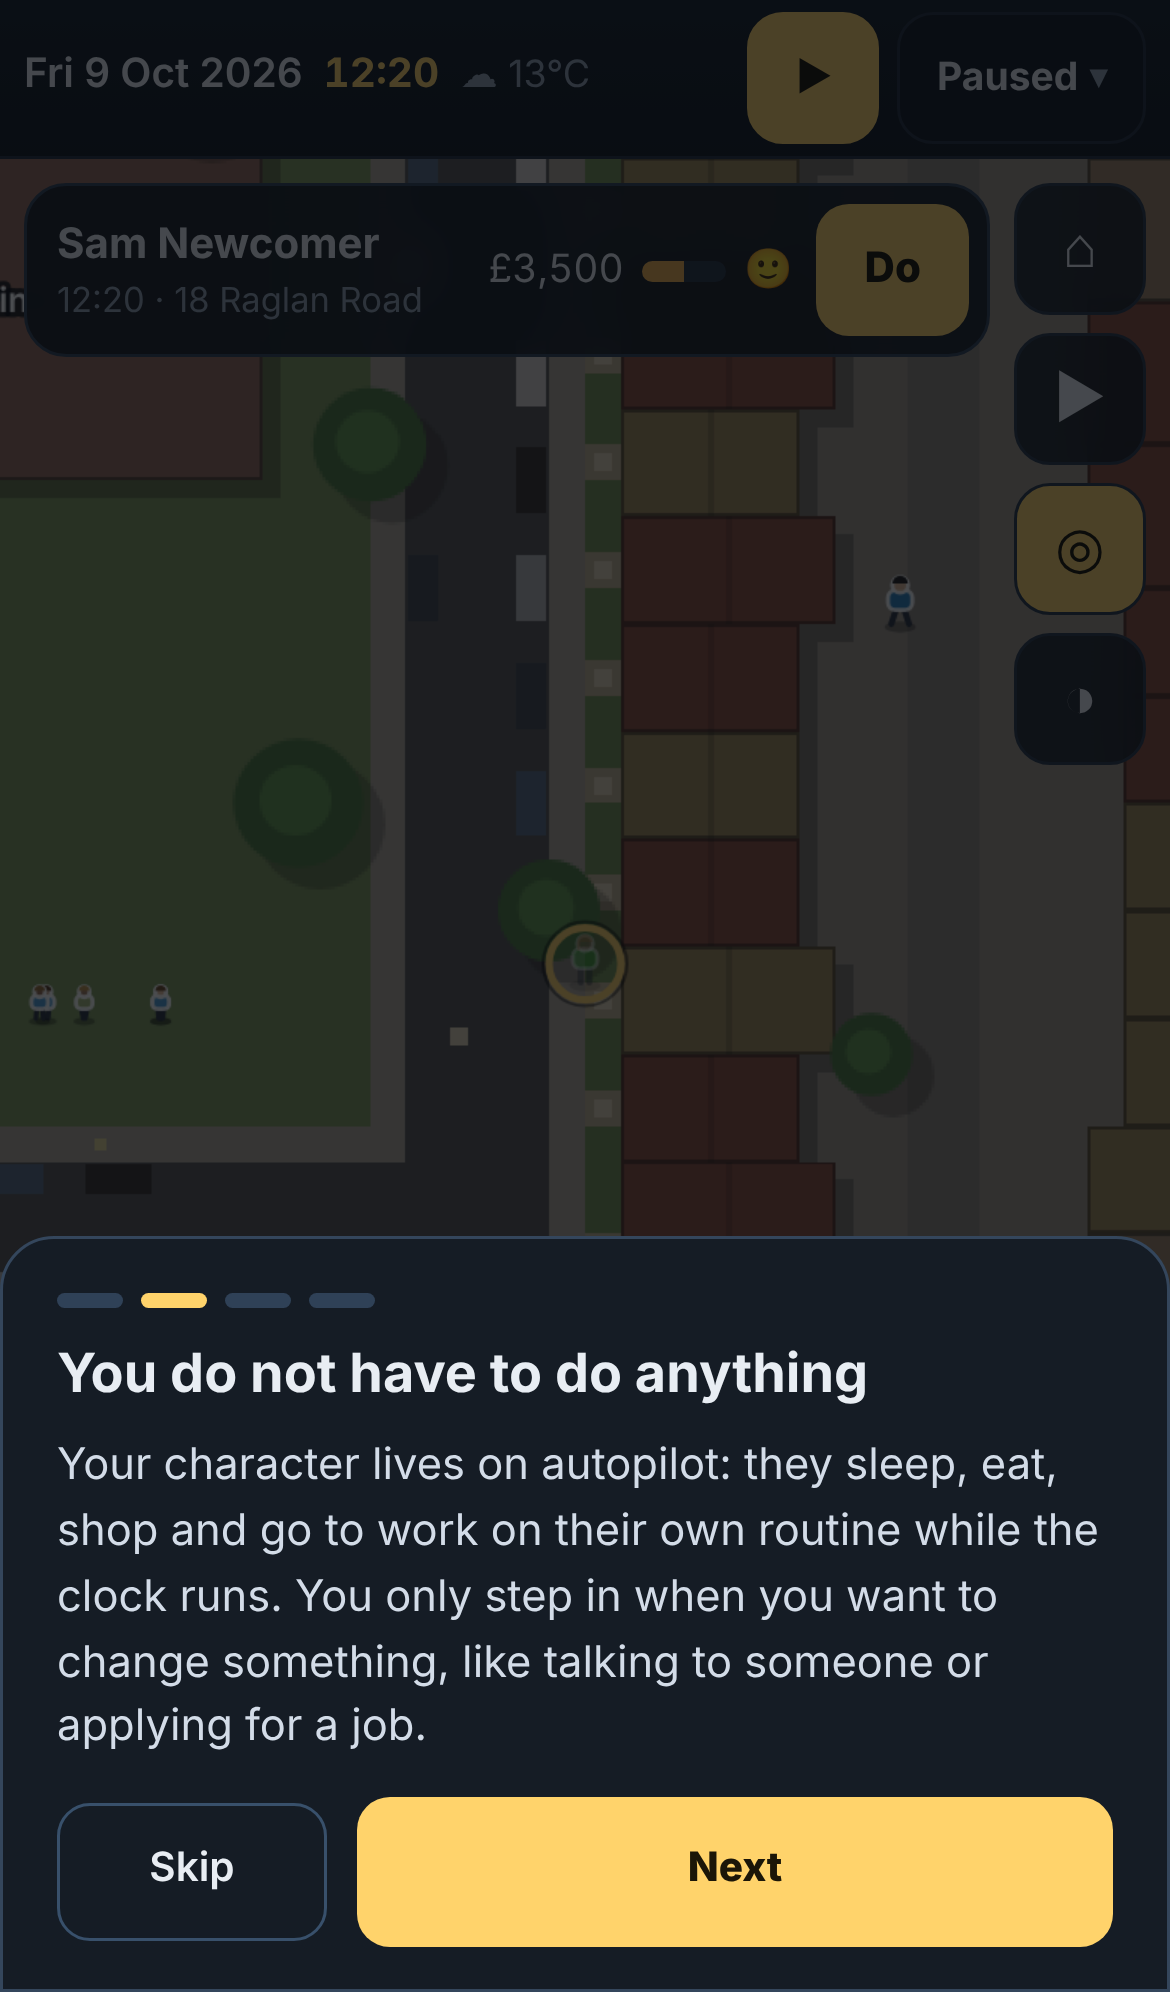 Fri 9 Oct 2026 12:20 13°C
Paused
Sam Newcomer
12:20 · 18 Raglan Road
£3,500
Do
in
You do not have to do anything
Your character lives on autopilot: they sleep, eat,
shop and go to work on their own routine while the
clock runs. You only step in when you want to
change something, like talking to someone or
applying for a job.
Skip
Next